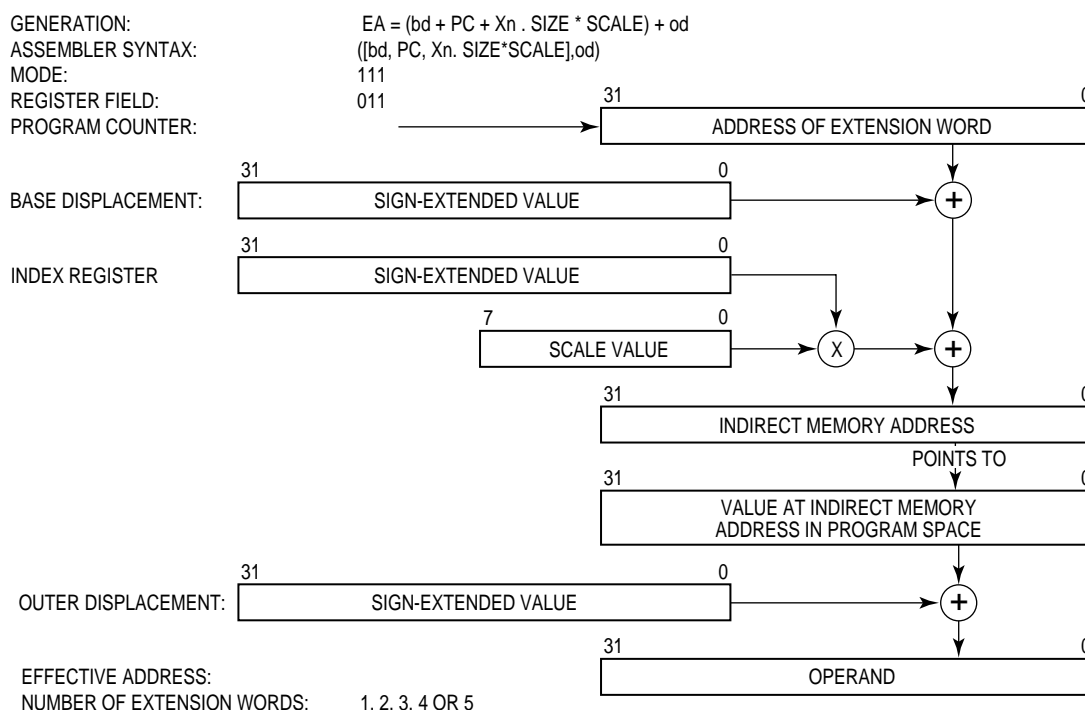 GENERATION: EA = (bd + PC + Xn . SIZE * SCALE) + od
ASSEMBLER SYNTAX: ([bd, PC, Xn. SIZE*SCALE],od)
MODE: 111
REGISTER FIELD: 011
31 0
PROGRAM COUNTER: ADDRESS OF EXTENSION WORD
31 0
BASE DISPLACEMENT: SIGN-EXTENDED VALUE +
31 0
INDEX REGISTER SIGN-EXTENDED VALUE
7 0
SCALE VALUE X +
31 0
INDIRECT MEMORY ADDRESS
POINTS TO
31 0
VALUE AT INDIRECT MEMORY
ADDRESS IN PROGRAM SPACE
31 0
OUTER DISPLACEMENT: SIGN-EXTENDED VALUE +
31 0
EFFECTIVE ADDRESS: OPERAND
NUMBER OF EXTENSION WORDS: 1, 2, 3, 4 OR 5